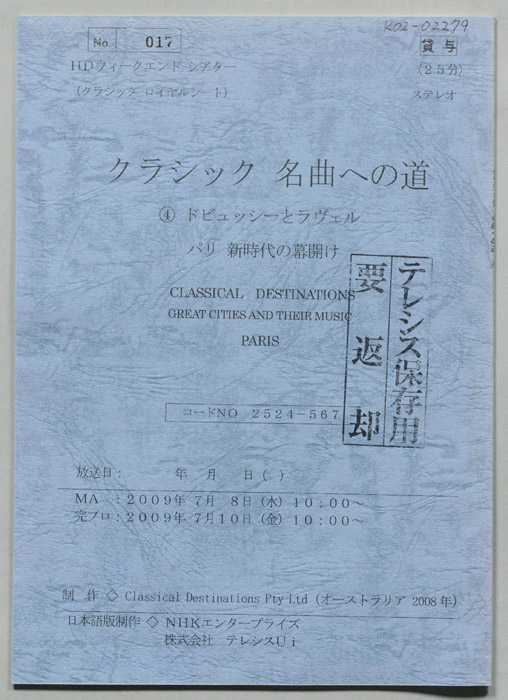 K02-02279
No. 017
貸与
HDウィークエンド シアター
〈25分〉
(クラシック ロイヤルシート)
ステレオ
クラシック 名曲への道
④ ドビュッシーとラヴェル
パリ 新時代の幕開け
CLASSICAL DESTINATIONS
GREAT CITIES AND THEIR MUSIC
PARIS
テレシス保存用
要返却
コードNO 2524-567
放送日: 年 月 日( )
MA :2009年 7月 8日(水)10:00～
完プロ:2009年 7月10日(金)10:00～
制 作 ◇ Classical Destinations Pty Ltd (オーストラリア 2008年)
日本語版制作 ◇ NHKエンタープライズ
株式会社 テレシスUi